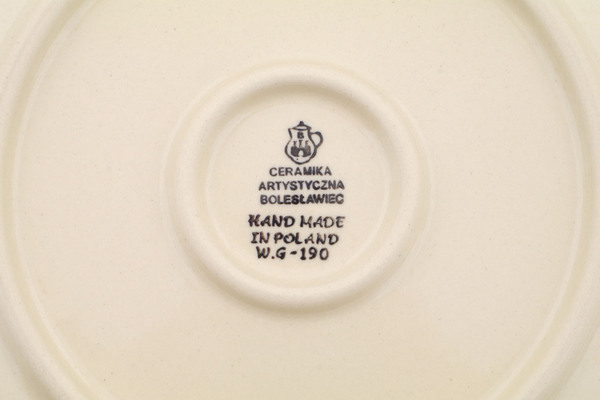 B
CERAMIKA
ARTYSTYCZNA
BOLESŁAWIEC
HAND MADE
IN POLAND
W.G-190